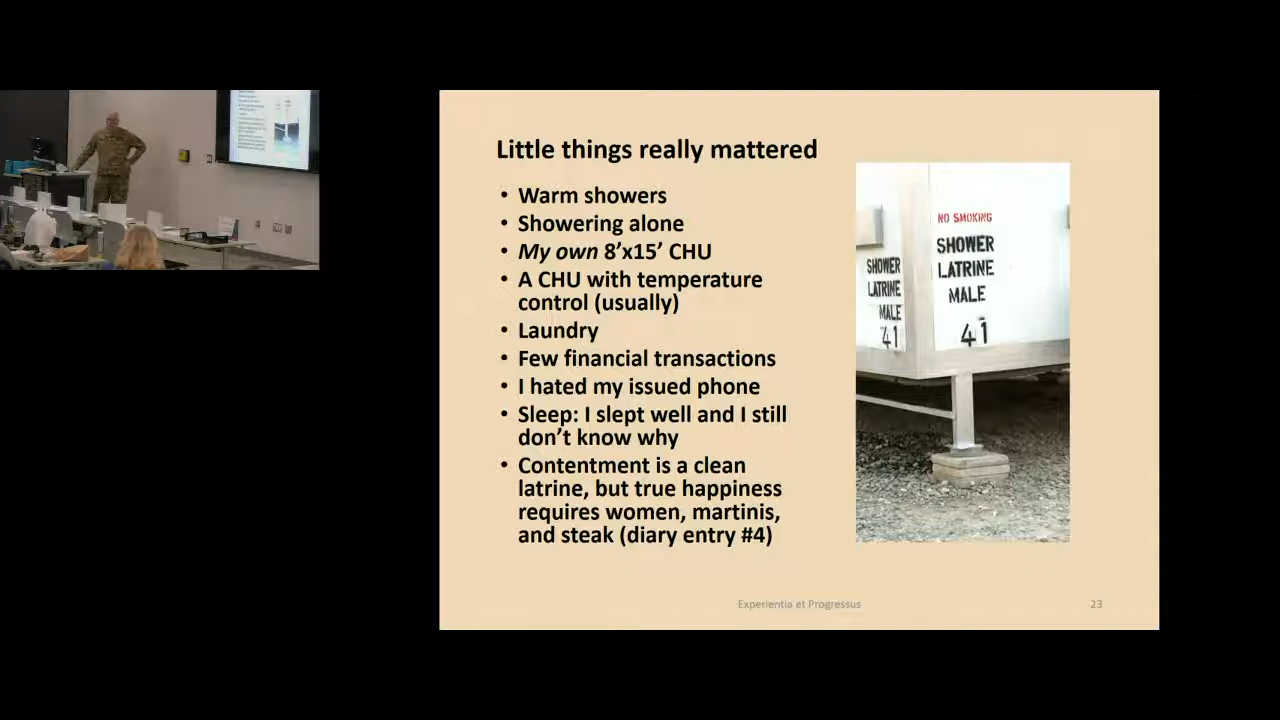 Little things really mattered
• Warm showers
• Showering alone
• My own 8’x15’ CHU
• A CHU with temperature
control (usually)
• Laundry
• Few financial transactions
• I hated my issued phone
• Sleep: I slept well and I still
don’t know why
• Contentment is a clean
latrine, but true happiness
requires women, martinis,
and steak (diary entry #4)
NO SMOKING
SHOWER
LATRINE
MALE
41
SHOWER
LATRINE
MALE
41
Experientia et Progressus
23